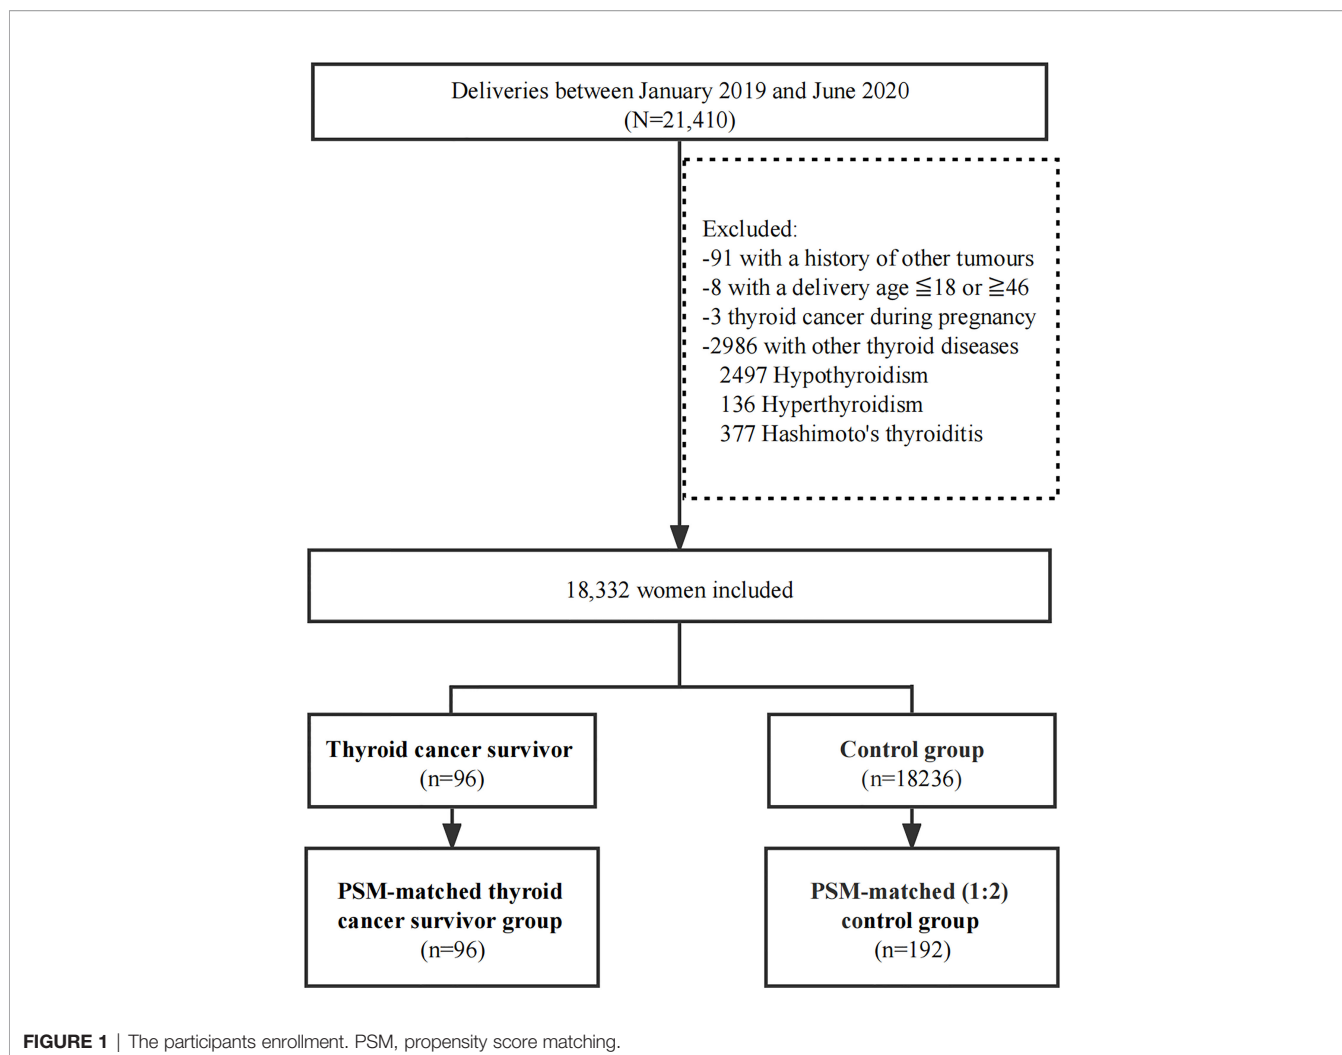 Deliveries between January 2019 and June 2020
(N=21,410)
Excluded:
-91 with a history of other tumours
-8 with a delivery age ≦18 or ≧46
-3 thyroid cancer during pregnancy
-2986 with other thyroid diseases
2497 Hypothyroidism
136 Hyperthyroidism
377 Hashimoto's thyroiditis
18,332 women included
Thyroid cancer survivor
(n=96)
Control group
(n=18236)
PSM-matched thyroid
cancer survivor group
(n=96)
PSM-matched (1:2)
control group
(n=192)
FIGURE 1 | The participants enrollment. PSM, propensity score matching.